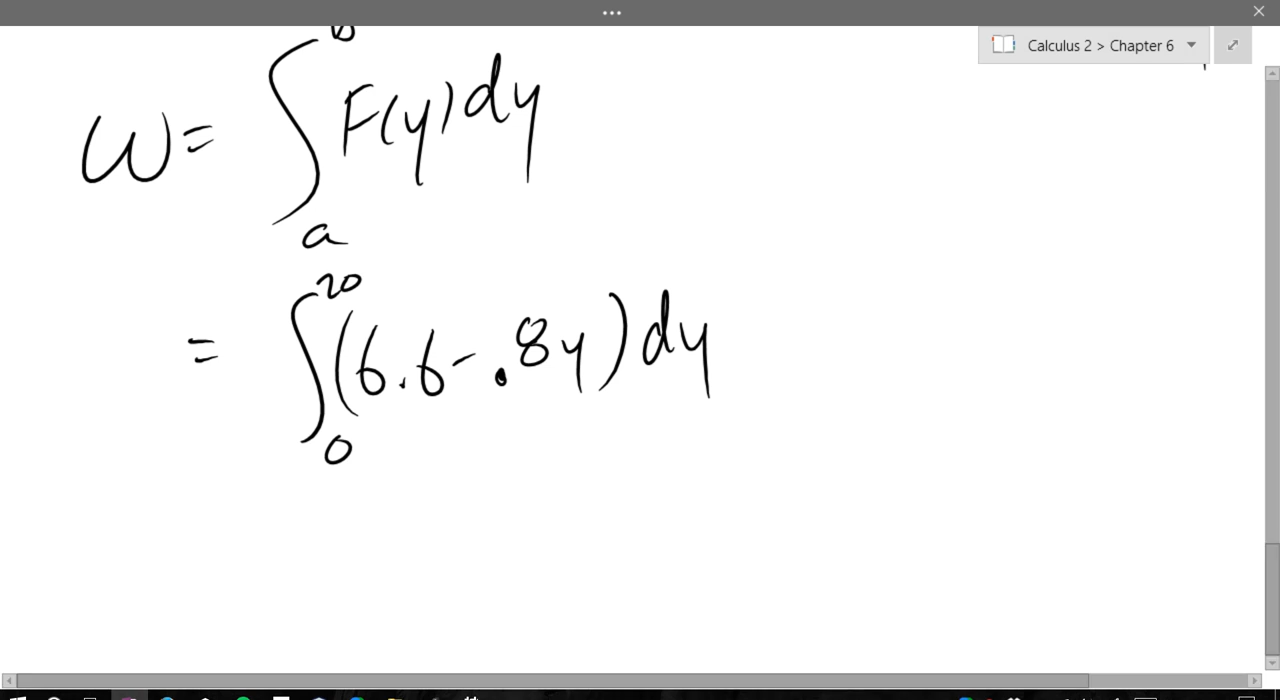 Calculus 2 > Chapter 6
W = ∫_a^b F(y) dy
= ∫_0^20 (6.6 - .8y) dy